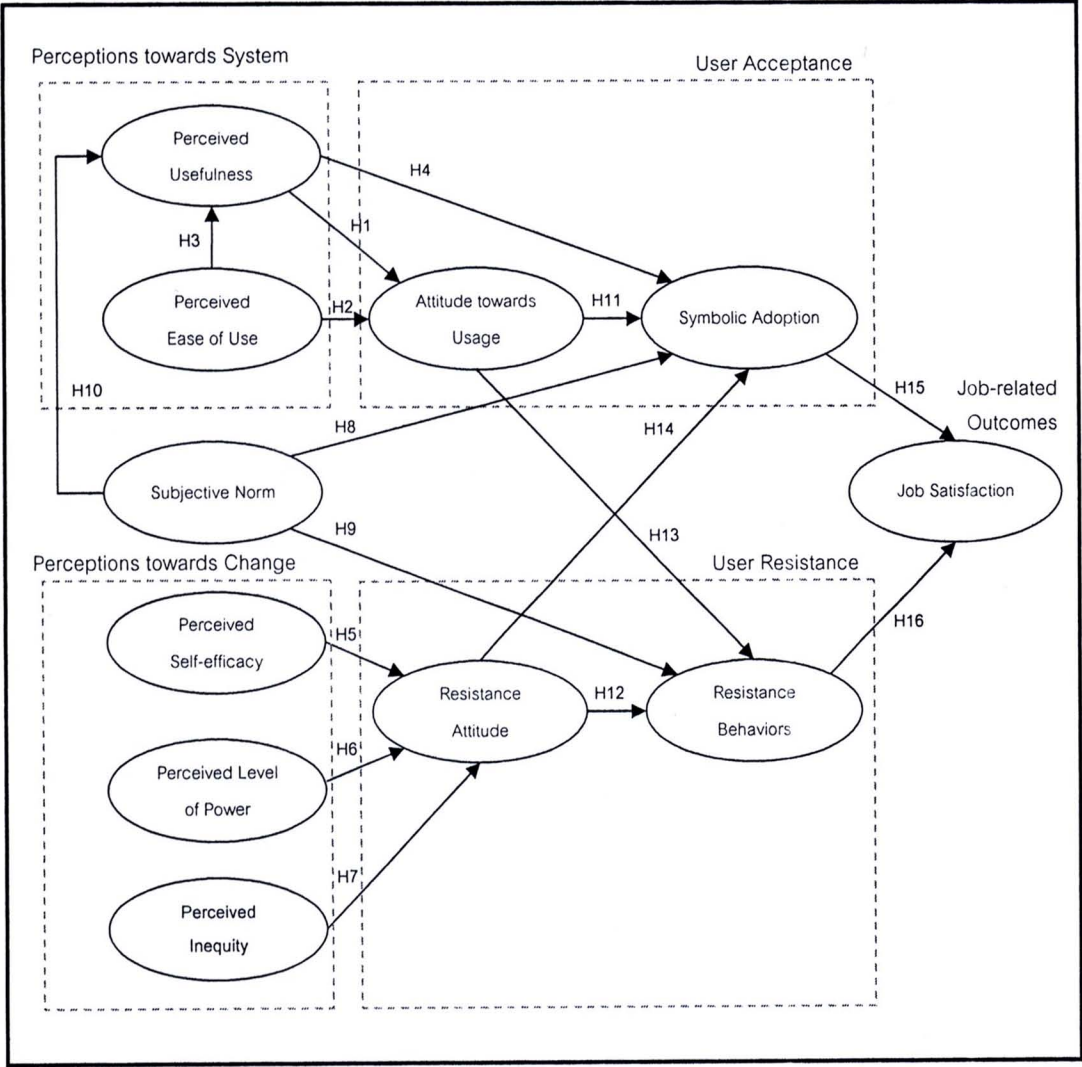 Perceptions towards System
User Acceptance
Perceived
Usefulness
H4
H1
H3
Perceived
Ease of Use
H2
Attitude towards
Usage
H11
Symbolic Adoption
H10
H8
H14
H15
Job-related
Outcomes
Subjective Norm
Job Satisfaction
H9
H13
Perceptions towards Change
User Resistance
Perceived
Self-efficacy
H5
H16
Resistance
Attitude
H12
Resistance
Behaviors
H6
Perceived Level
of Power
H7
Perceived
Inequity